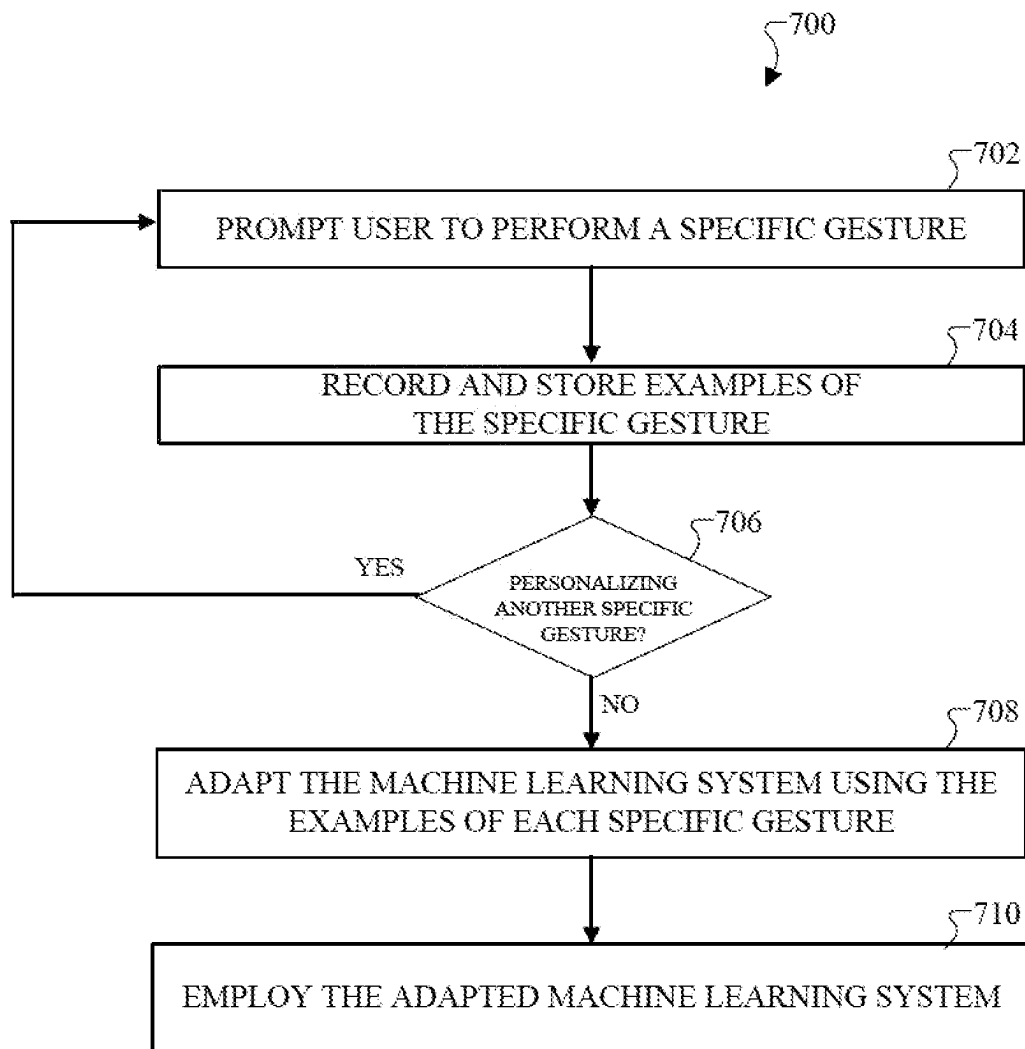 700
702
PROMPT USER TO PERFORM A SPECIFIC GESTURE
704
RECORD AND STORE EXAMPLES OF
THE SPECIFIC GESTURE
706
YES
PERSONALIZING
ANOTHER SPECIFIC
GESTURE?
NO
708
ADAPT THE MACHINE LEARNING SYSTEM USING THE
EXAMPLES OF EACH SPECIFIC GESTURE
710
EMPLOY THE ADAPTED MACHINE LEARNING SYSTEM